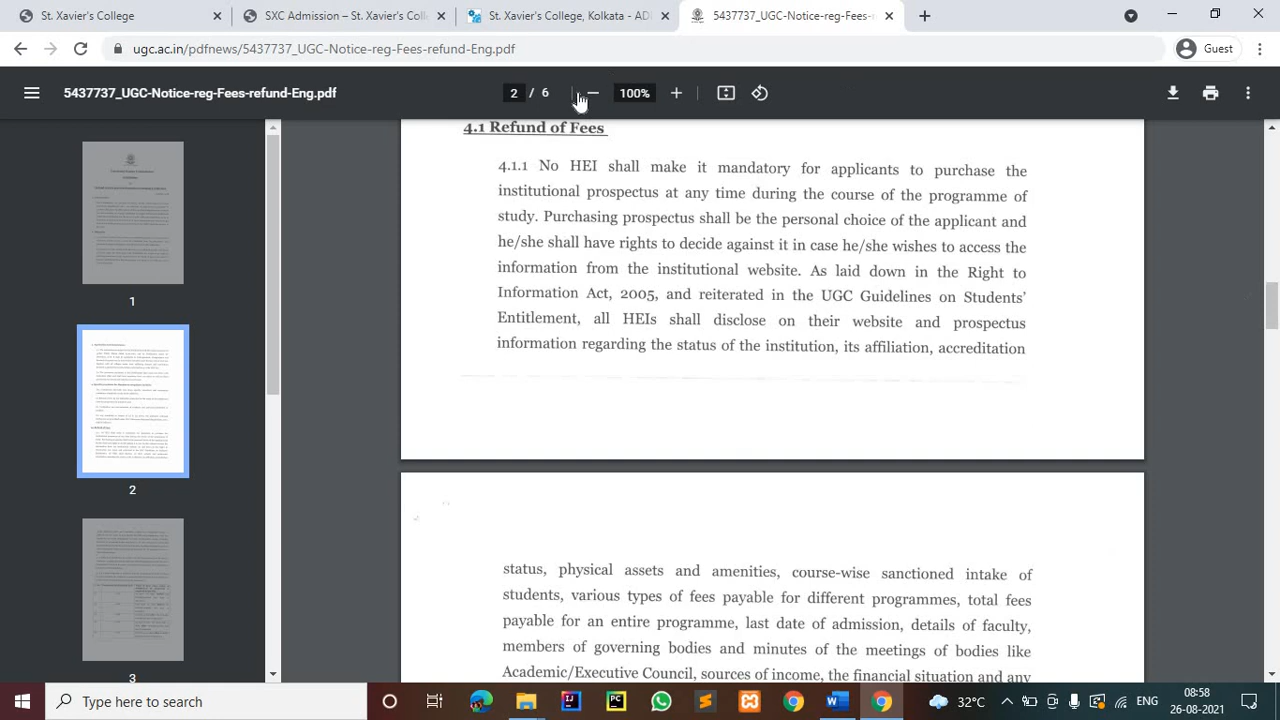 St. Xavier's College
SXC Admission – St. Xavier's Coll
St. Xavier's College, Kolkata - AD
5437737_UGC-Notice-reg-Fees-re
ugc.ac.in/pdfnews/5437737_UGC-Notice-reg-Fees-refund-Eng.pdf
Guest
5437737_UGC-Notice-reg-Fees-refund-Eng.pdf
2 / 6
100%
1
2
3
4.1 Refund of Fees
4.1.1 No HEI shall make it mandatory for applicants to purchase the
institutional prospectus at any time during the course of the programme of
study. Purchasing prospectus shall be the personal choice of the applicant and
he/she shall have rights to decide against it in case he/she wishes to access the
information from the institutional website. As laid down in the Right to
Information Act, 2005, and reiterated in the UGC Guidelines on Students'
Entitlement, all HEIs shall disclose on their website and prospectus
information regarding the status of the institution, its affiliation, accreditation
status, physical assets and amenities, course-wise sanctioned intake of
students, various types of fees payable for different programmes, total fees
payable for an entire programme, last date of admission, details of faculty,
members of governing bodies and minutes of the meetings of bodies like
Academic/Executive Council, sources of income, the financial situation and any
Type here to search
32°C
ENG
08:58
26-08-2021